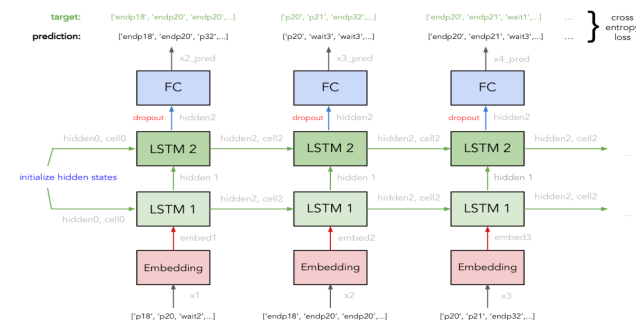 target: ['endp18', 'endp20', 'endp20',...] ['p20', 'p21', 'endp32',...] ['endp20', 'endp21', 'wait1',...] ...
prediction: ['endp18', 'endp20', 'p32',...] ['p20', 'wait3', 'wait3',...] ['endp20', 'endp21', 'wait3',...] ...
} cross entropy loss
x2_pred x3_pred x4_pred
FC FC FC
dropout hidden2 dropout hidden2 dropout hidden2
hidden0, cell0 hidden2, cell2 hidden2, cell2 hidden2, cell2
LSTM 2 LSTM 2 LSTM 2 ...
initialize hidden states hidden 1 hidden 1 hidden 1
LSTM 1 LSTM 1 LSTM 1 ...
hidden0, cell0 hidden2, cell2 hidden2, cell2 hidden2, cell2
embed1 embed2 embed3
Embedding Embedding Embedding
x1 x2 x3
['p18', 'p20, 'wait2',...] ['endp18', 'endp20', 'endp20',...] ['p20', 'p21', 'endp32',...]